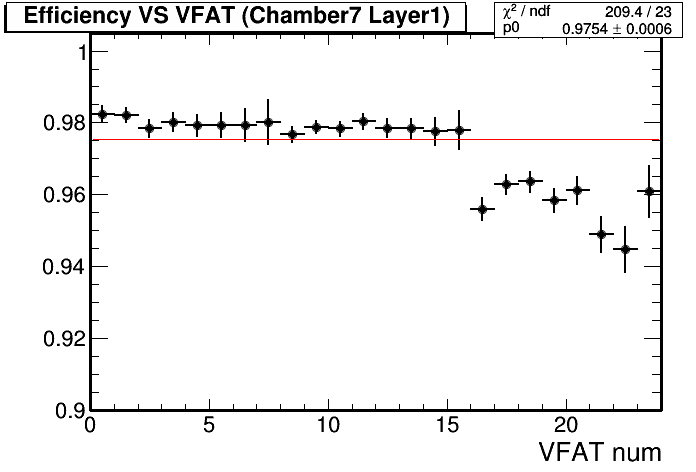 Efficiency VS VFAT (Chamber7 Layer1)
χ² / ndf 209.4 / 23
p0 0.9754 ± 0.0006
1
0.98
0.96
0.94
0.92
0.9
0 5 10 15 20
VFAT num